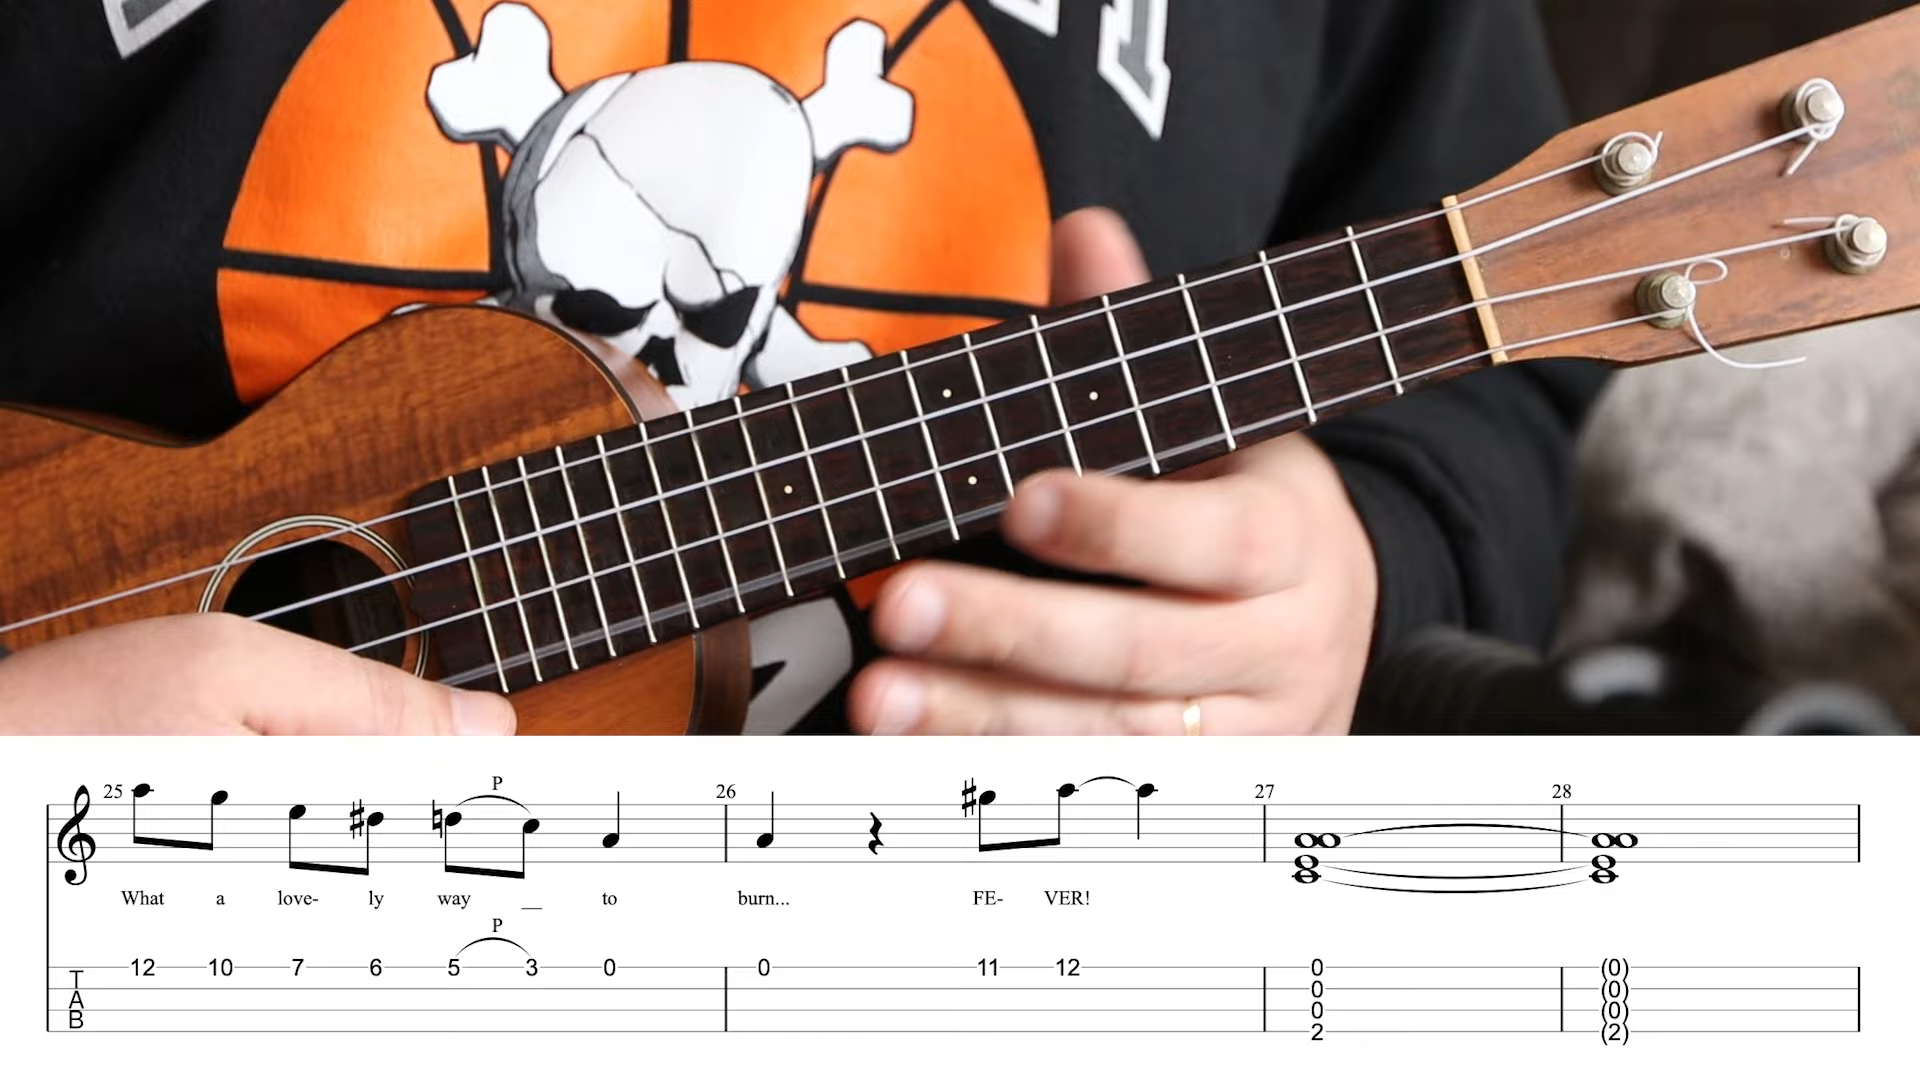 25 P 26 27 28
What a love- ly way __ to burn... FE- VER!
P
T 12 10 7 6 5 3 0 0 11 12 0 (0)
A 0 (0)
B 0 (0)
2 (2)